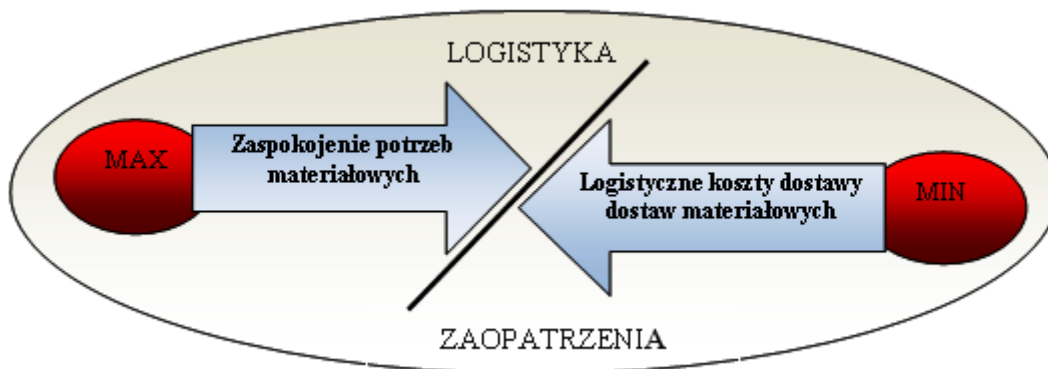 LOGISTYKA
MAX
Zaspokojenie potrzeb
materiałowych
Logistyczne koszty dostawy
dostaw materiałowych
MIN
ZAOPATRZENIA